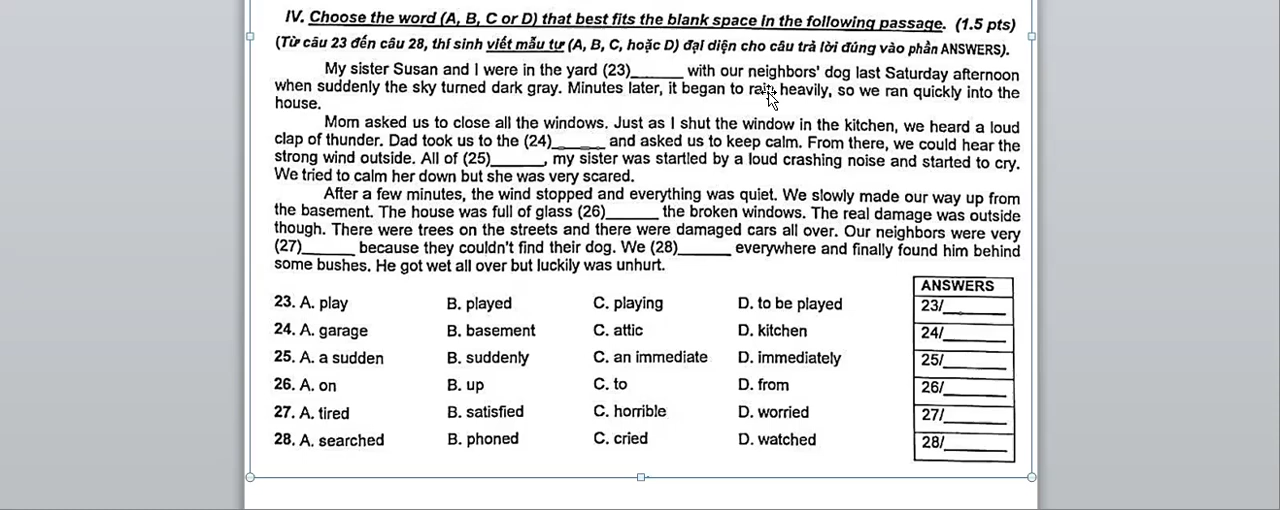 IV. Choose the word (A, B, C or D) that best fits the blank space in the following passage. (1.5 pts)
(Từ câu 23 đến câu 28, thí sinh viết mẫu tự (A, B, C, hoặc D) đại diện cho câu trả lời đúng vào phần ANSWERS).
My sister Susan and I were in the yard (23)______ with our neighbors' dog last Saturday afternoon
when suddenly the sky turned dark gray. Minutes later, it began to rain heavily, so we ran quickly into the
house.
Mom asked us to close all the windows. Just as I shut the window in the kitchen, we heard a loud
clap of thunder. Dad took us to the (24)______ and asked us to keep calm. From there, we could hear the
strong wind outside. All of (25)______, my sister was startled by a loud crashing noise and started to cry.
We tried to calm her down but she was very scared.
After a few minutes, the wind stopped and everything was quiet. We slowly made our way up from
the basement. The house was full of glass (26)______ the broken windows. The real damage was outside
though. There were trees on the streets and there were damaged cars all over. Our neighbors were very
(27)______ because they couldn't find their dog. We (28)______ everywhere and finally found him behind
some bushes. He got wet all over but luckily was unhurt.
ANSWERS
23. A. play B. played C. playing D. to be played 23/______
24. A. garage B. basement C. attic D. kitchen 24/______
25. A. a sudden B. suddenly C. an immediate D. immediately 25/______
26. A. on B. up C. to D. from 26/______
27. A. tired B. satisfied C. horrible D. worried 27/______
28. A. searched B. phoned C. cried D. watched 28/______